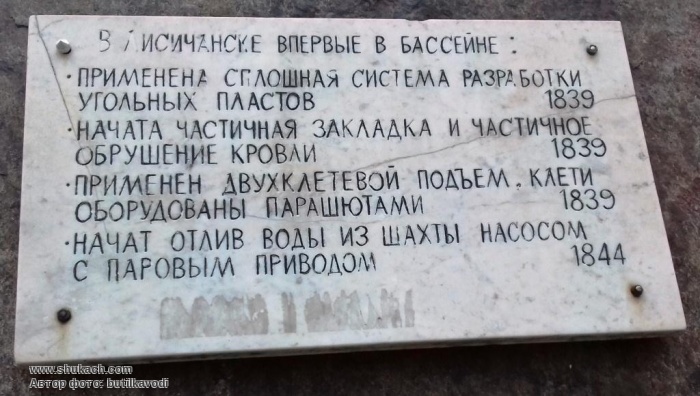 В ЛИСИЧАНСКЕ ВПЕРВЫЕ В БАССЕЙНЕ :
· ПРИМЕНЕНА СПЛОШНАЯ СИСТЕМА РАЗРАБОТКИ
УГОЛЬНЫХ ПЛАСТОВ 1839
· НАЧАТА ЧАСТИЧНАЯ ЗАКЛАДКА И ЧАСТИЧНОЕ
ОБРУШЕНИЕ КРОВЛИ 1839
· ПРИМЕНЕН ДВУХКЛЕТЕВОЙ ПОДЪЕМ. КЛЕТИ
ОБОРУДОВАНЫ ПАРАШЮТАМИ 1839
· НАЧАТ ОТЛИВ ВОДЫ ИЗ ШАХТЫ НАСОСОМ
С ПАРОВЫМ ПРИВОДОМ 1844
www.shukach.com
Автор фото: butilkavodi